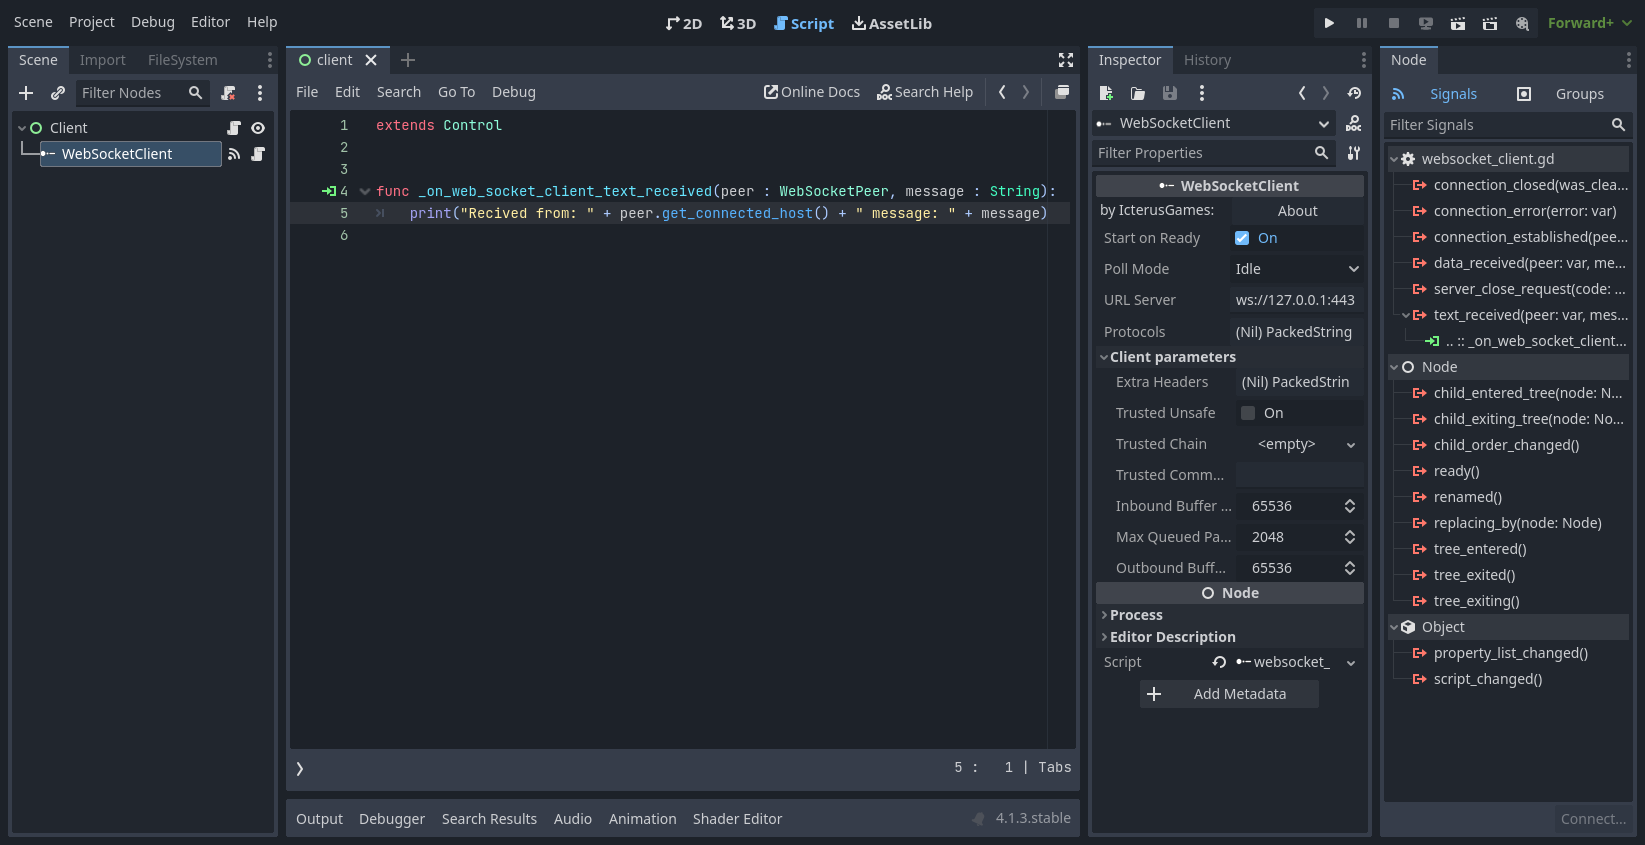 Scene Project Debug Editor Help
2D 3D Script AssetLib
Forward+
Scene Import FileSystem
Filter Nodes
Client
WebSocketClient
client
File Edit Search Go To Debug
Online Docs Search Help
1 extends Control
2
3
4 func _on_web_socket_client_text_received(peer : WebSocketPeer, message : String):
5 print("Recived from: " + peer.get_connected_host() + " message: " + message)
6
5 : 1 | Tabs
Output Debugger Search Results Audio Animation Shader Editor
4.1.3.stable
Inspector History
WebSocketClient
DOC
Filter Properties
WebSocketClient
by IcterusGames: About
Start on Ready On
Poll Mode Idle
URL Server ws://127.0.0.1:443
Protocols (Nil) PackedString
Client parameters
Extra Headers (Nil) PackedStrin
Trusted Unsafe On
Trusted Chain <empty>
Trusted Comm...
Inbound Buffer ... 65536
Max Queued Pa... 2048
Outbound Buff... 65536
Node
Process
Editor Description
Script websocket_
Add Metadata
Node
Signals Groups
Filter Signals
websocket_client.gd
connection_closed(was_clea...
connection_error(error: var)
connection_established(pee...
data_received(peer: var, me...
server_close_request(code: ...
text_received(peer: var, mes...
.. :: _on_web_socket_client...
Node
child_entered_tree(node: N...
child_exiting_tree(node: No...
child_order_changed()
ready()
renamed()
replacing_by(node: Node)
tree_entered()
tree_exited()
tree_exiting()
Object
property_list_changed()
script_changed()
Connect...